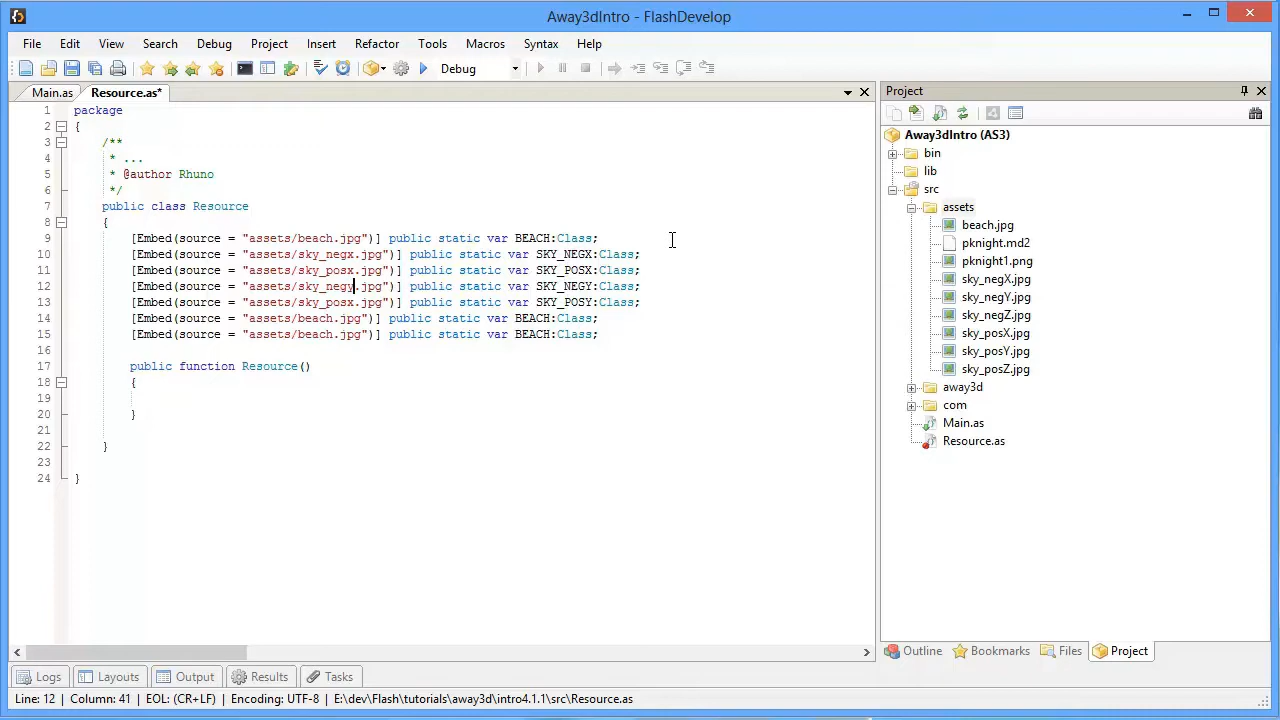 Away3dIntro - FlashDevelop
File Edit View Search Debug Project Insert Refactor Tools Macros Syntax Help
Debug
Main.as Resource.as*
1 package
2 {
3 /**
4 * ...
5 * @author Rhuno
6 */
7 public class Resource
8 {
9 [Embed(source = "assets/beach.jpg")] public static var BEACH:Class;
10 [Embed(source = "assets/sky_negx.jpg")] public static var SKY_NEGX:Class;
11 [Embed(source = "assets/sky_posx.jpg")] public static var SKY_POSX:Class;
12 [Embed(source = "assets/sky_negy.jpg")] public static var SKY_NEGY:Class;
13 [Embed(source = "assets/sky_posx.jpg")] public static var SKY_POSY:Class;
14 [Embed(source = "assets/beach.jpg")] public static var BEACH:Class;
15 [Embed(source = "assets/beach.jpg")] public static var BEACH:Class;
16
17 public function Resource()
18 {
19
20 }
21
22 }
23
24 }
Project
Away3dIntro (AS3)
bin
lib
src
assets
beach.jpg
pknight.md2
pknight1.png
sky_negX.jpg
sky_negY.jpg
sky_negZ.jpg
sky_posX.jpg
sky_posY.jpg
sky_posZ.jpg
away3d
com
Main.as
Resource.as
Outline Bookmarks Files Project
Logs Layouts Output Results Tasks
Line: 12 | Column: 41 | EOL: (CR+LF) | Encoding: UTF-8 | E:\dev\Flash\tutorials\away3d\intro4.1.1\src\Resource.as